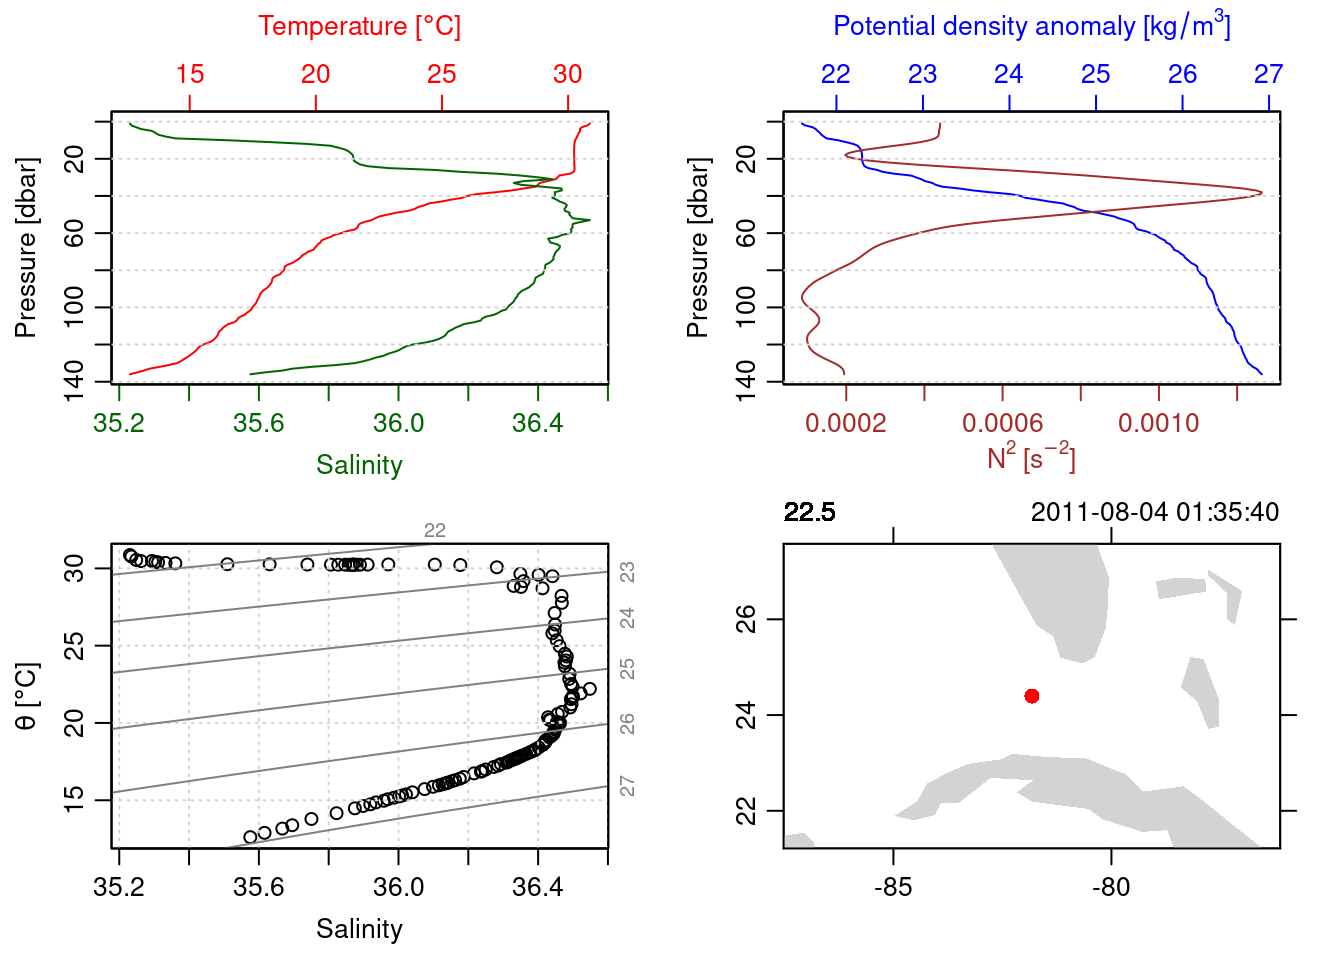 Temperature [°C]
15 20 25 30
Pressure [dbar]
20
60
100
140
35.2 35.6 36.0 36.4
Salinity
Potential density anomaly [kg/m³]
22 23 24 25 26 27
Pressure [dbar]
20
60
100
140
0.0002 0.0006 0.0010
N² [s⁻²]
22
θ [°C]
30
25
20
15
23
24
25
26
27
35.2 35.6 36.0 36.4
Salinity
22.5 2011-08-04 01:35:40
26
24
22
-85 -80